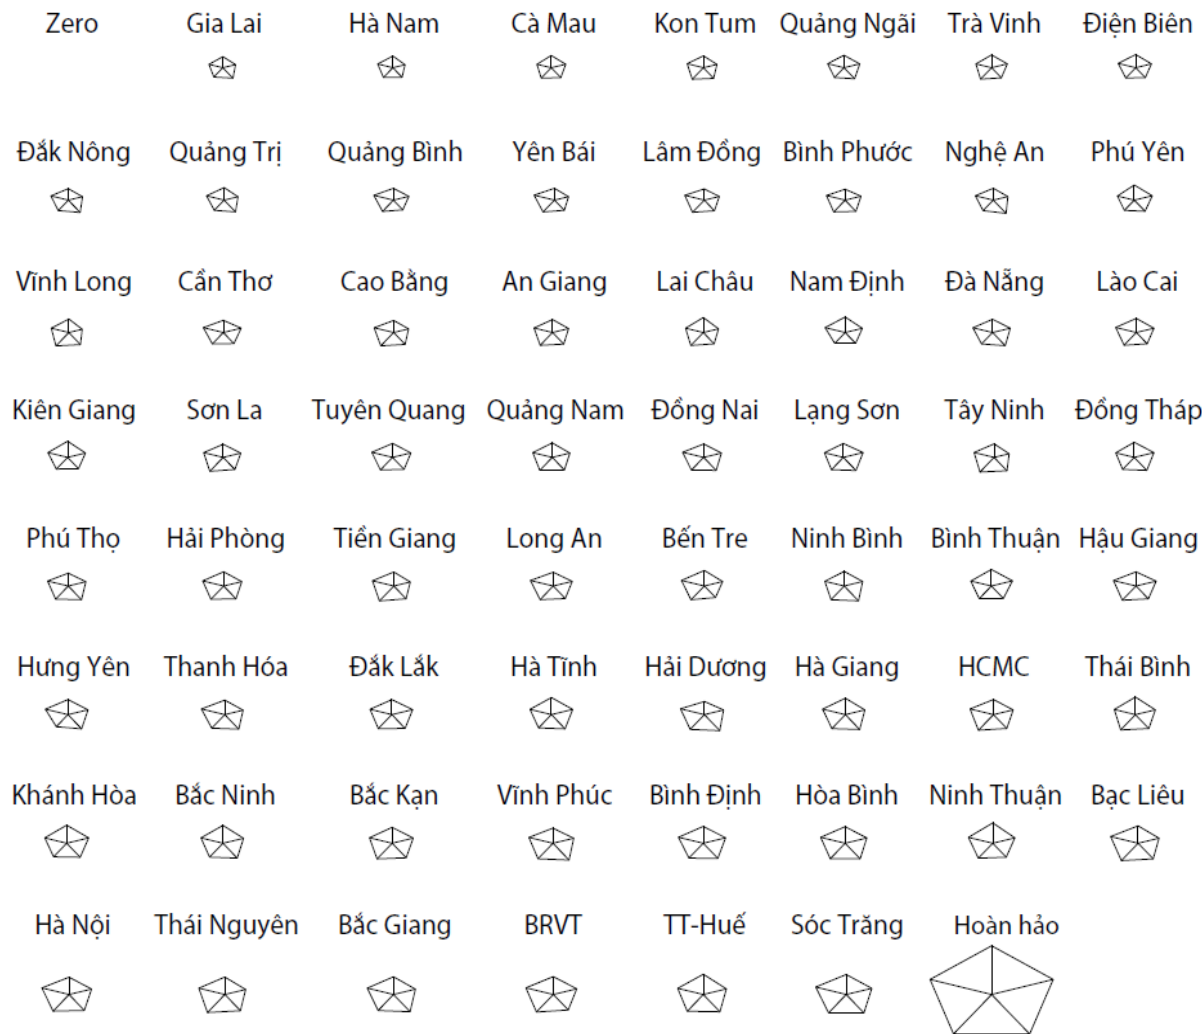 Zero Gia Lai Hà Nam Cà Mau Kon Tum Quảng Ngãi Trà Vinh Điện Biên
Đắk Nông Quảng Trị Quảng Bình Yên Bái Lâm Đồng Bình Phước Nghệ An Phú Yên
Vĩnh Long Cần Thơ Cao Bằng An Giang Lai Châu Nam Định Đà Nẵng Lào Cai
Kiên Giang Sơn La Tuyên Quang Quảng Nam Đồng Nai Lạng Sơn Tây Ninh Đồng Tháp
Phú Thọ Hải Phòng Tiền Giang Long An Bến Tre Ninh Bình Bình Thuận Hậu Giang
Hưng Yên Thanh Hóa Đắk Lắk Hà Tĩnh Hải Dương Hà Giang HCMC Thái Bình
Khánh Hòa Bắc Ninh Bắc Kạn Vĩnh Phúc Bình Định Hòa Bình Ninh Thuận Bạc Liêu
Hà Nội Thái Nguyên Bắc Giang BRVT TT-Huế Sóc Trăng Hoàn hảo